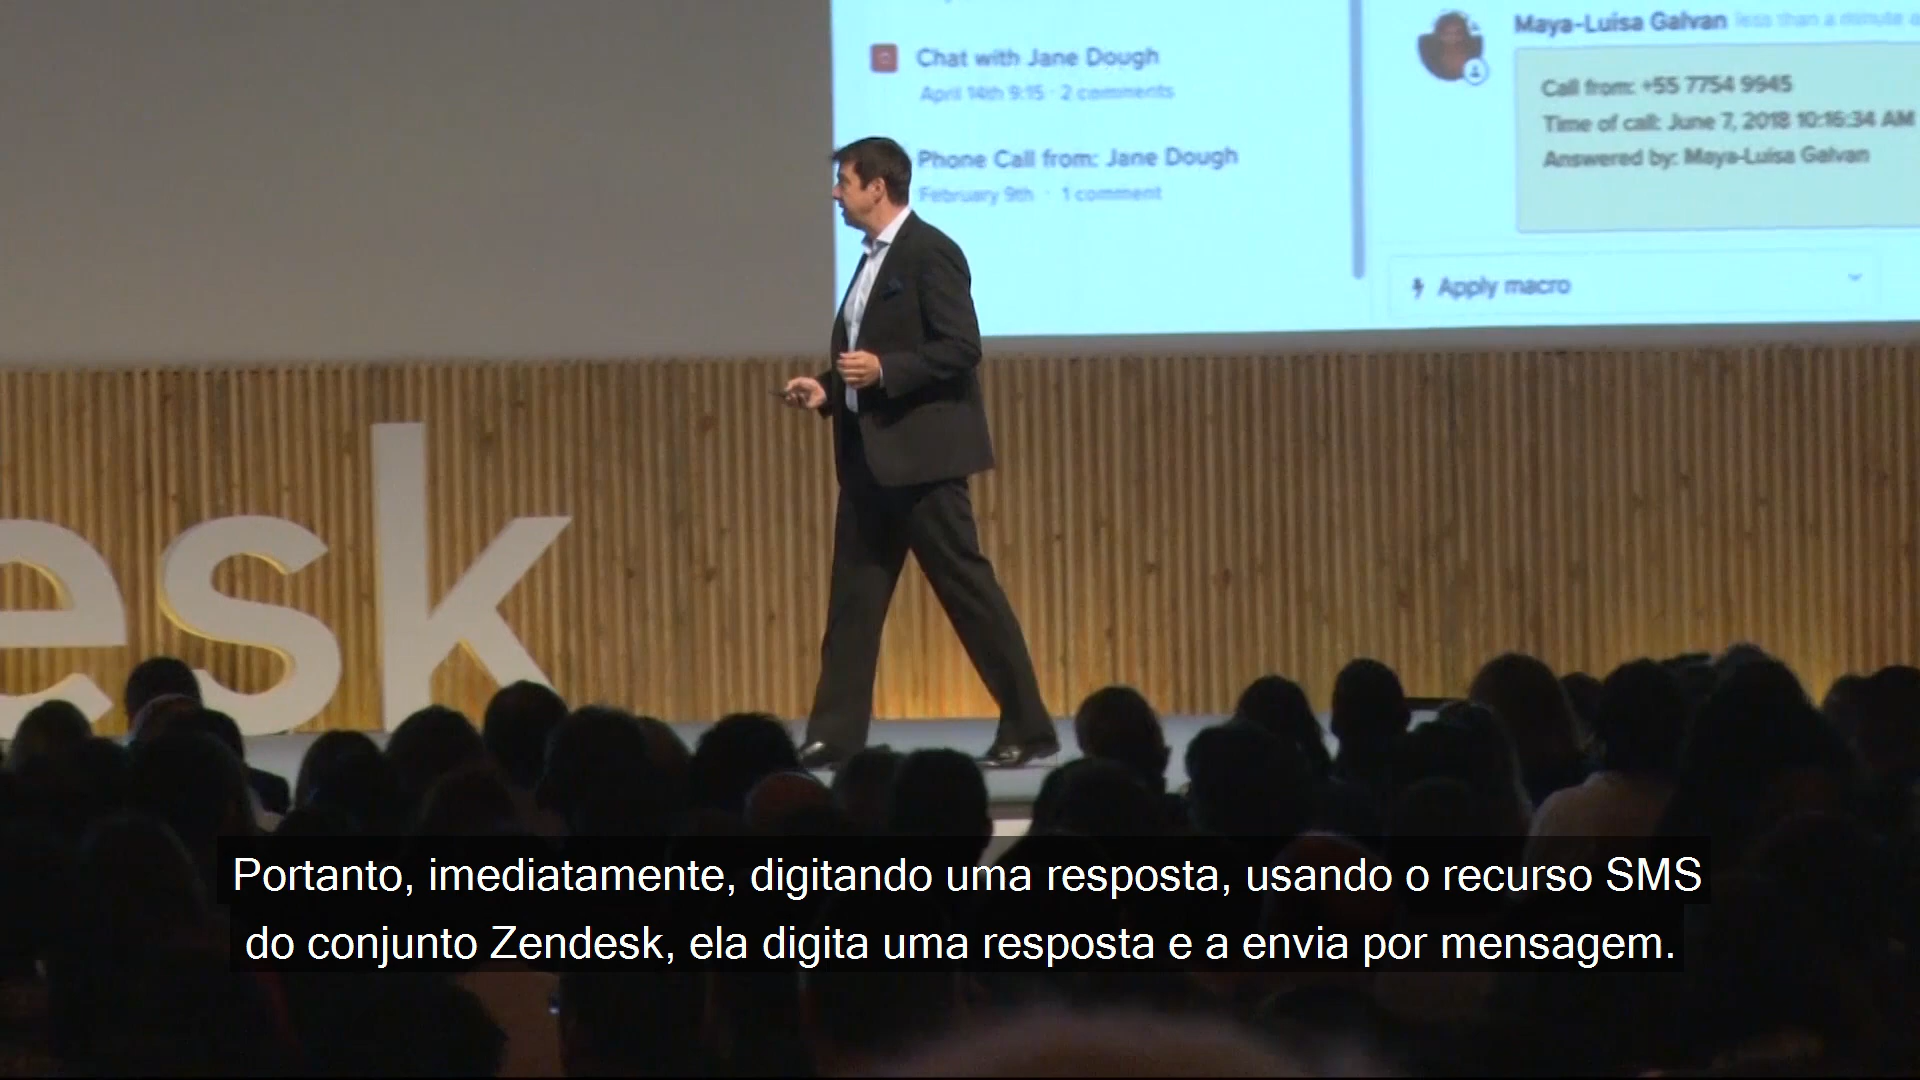 Chat with Jane Dough
April 14th 9:15 · 2 comments
Phone Call from: Jane Dough
February 9th · 1 comment
Maya-Luisa Galvan less than a minute
Call from: +55 7754 9945
Time of call: June 7, 2018 10:16:34 AM
Answered by: Maya-Luisa Galvan
Apply macro
esk
Portanto, imediatamente, digitando uma resposta, usando o recurso SMS
do conjunto Zendesk, ela digita uma resposta e a envia por mensagem.